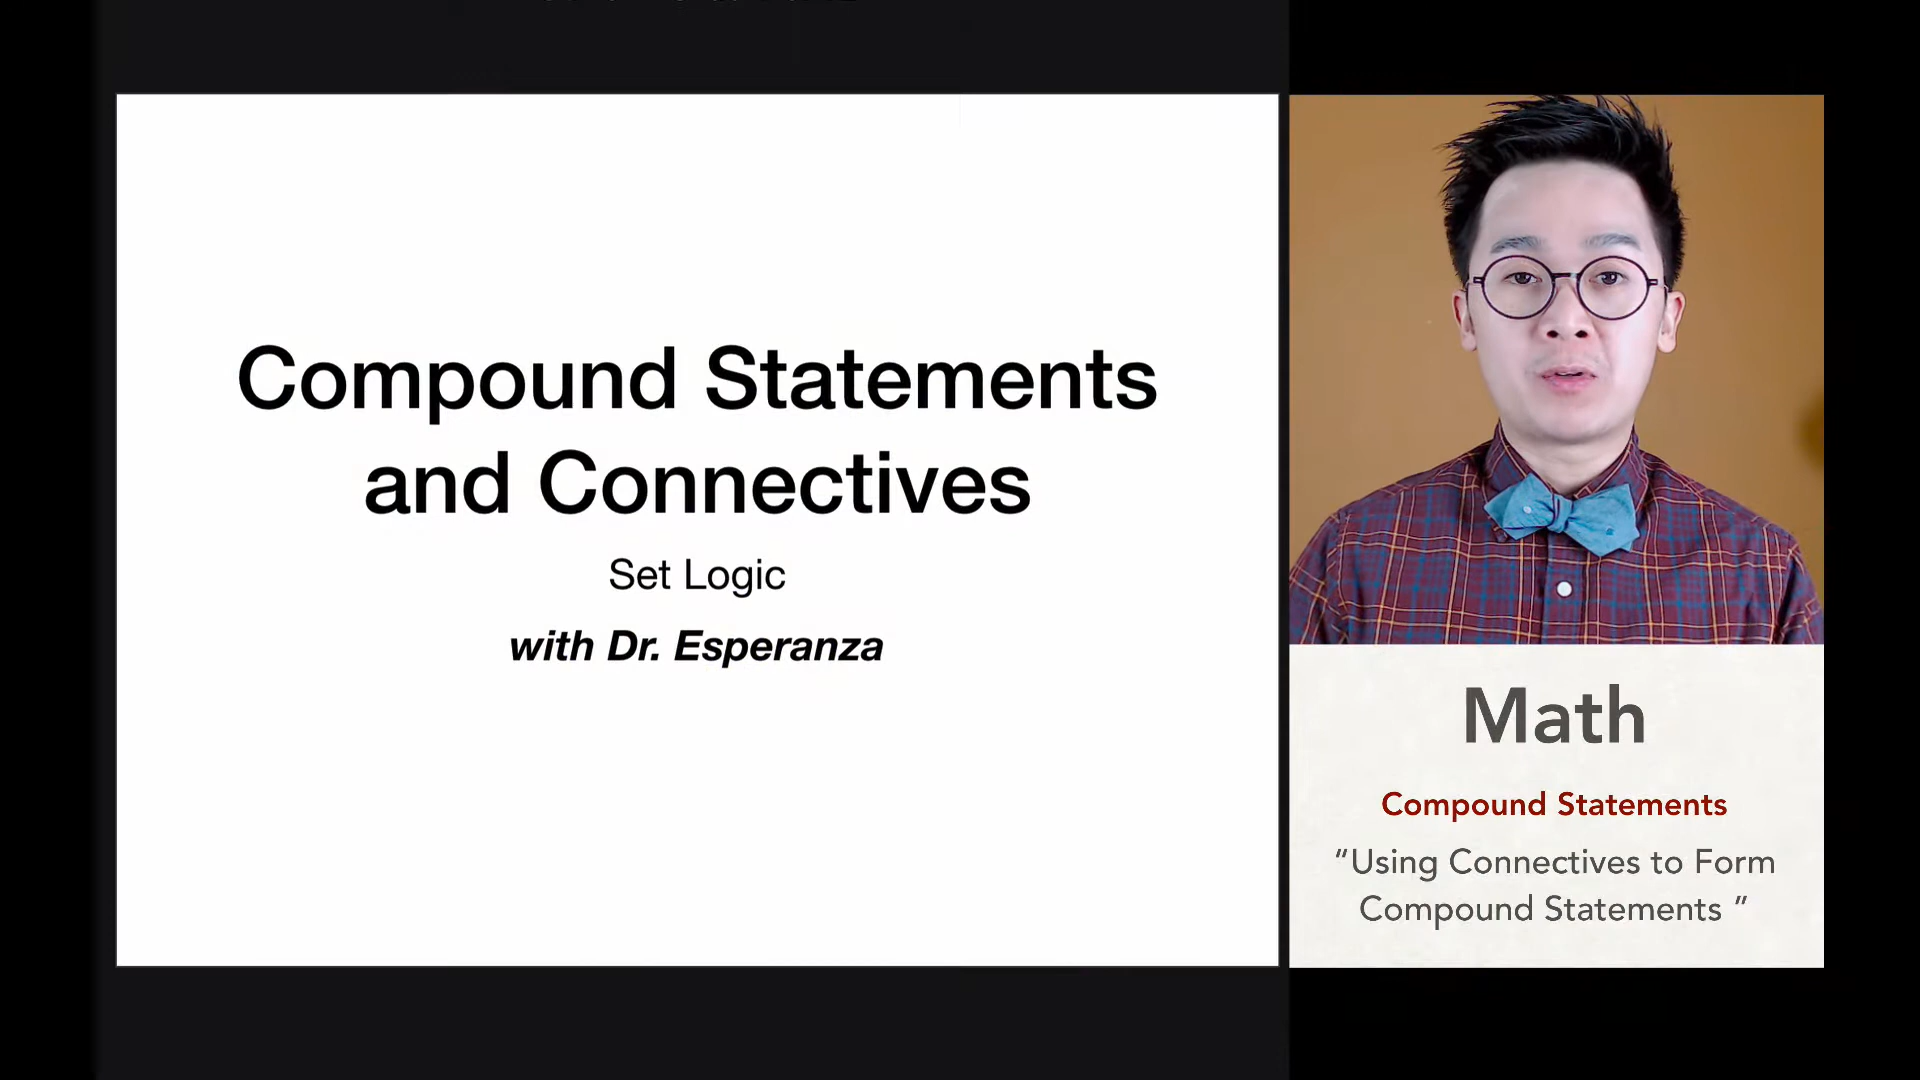 Compound Statements
and Connectives
Set Logic
with Dr. Esperanza
Math
Compound Statements
“Using Connectives to Form
Compound Statements ”